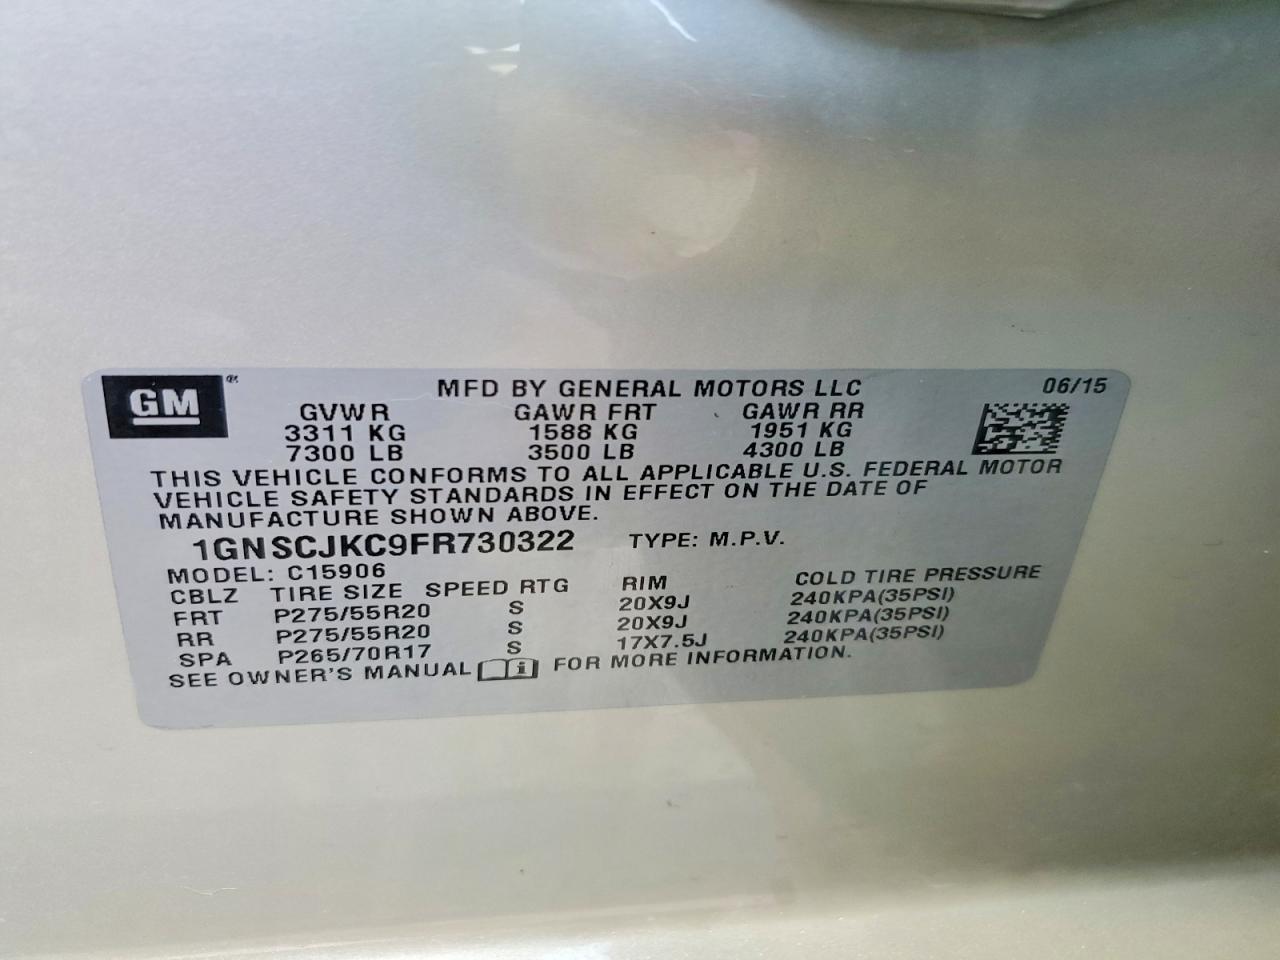 GM ®
MFD BY GENERAL MOTORS LLC 06/15
GVWR GAWR FRT GAWR RR
3311 KG 1588 KG 1951 KG
7300 LB 3500 LB 4300 LB
THIS VEHICLE CONFORMS TO ALL APPLICABLE U.S. FEDERAL MOTOR
VEHICLE SAFETY STANDARDS IN EFFECT ON THE DATE OF
MANUFACTURE SHOWN ABOVE.
1GNSCJKC9FR730322 TYPE: M.P.V.
MODEL: C15906
CBLZ TIRE SIZE SPEED RTG RIM COLD TIRE PRESSURE
FRT P275/55R20 S 20X9J 240KPA(35PSI)
RR P275/55R20 S 20X9J 240KPA(35PSI)
SPA P265/70R17 S 17X7.5J 240KPA(35PSI)
SEE OWNER'S MANUAL i FOR MORE INFORMATION.